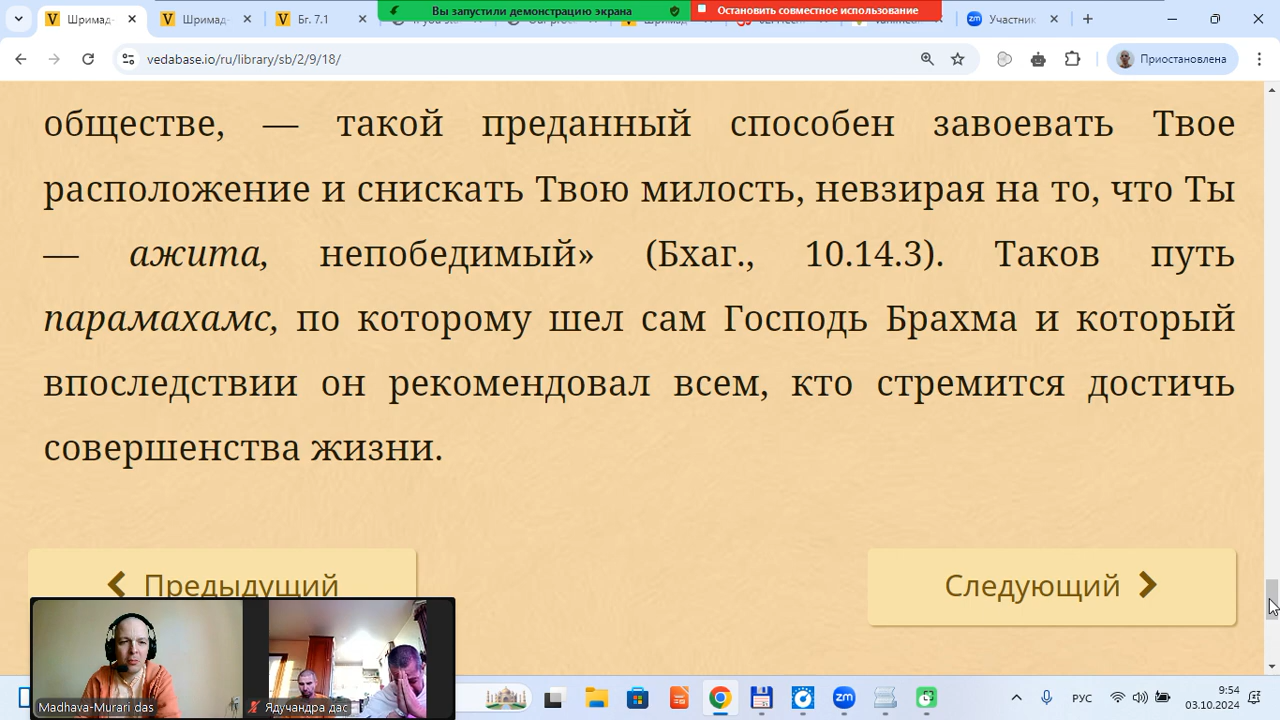 Шримад-
Шримад-
Бг. 7.1
Вы запустили демонстрацию экрана
Остановить совместное использование
Участник
vedabase.io/ru/library/sb/2/9/18/
Приостановлена
обществе, — такой преданный способен завоевать Твое
расположение и снискать Твою милость, невзирая на то, что Ты
— ажита, непобедимый» (Бхаг., 10.14.3). Таков путь
парамахамс, по которому шел сам Господь Брахма и который
впоследствии он рекомендовал всем, кто стремится достичь
совершенства жизни.
Предыдущий
Следующий
Madhava-Murari das
Ядучандра дас
zm
РУС
9:54
03.10.2024